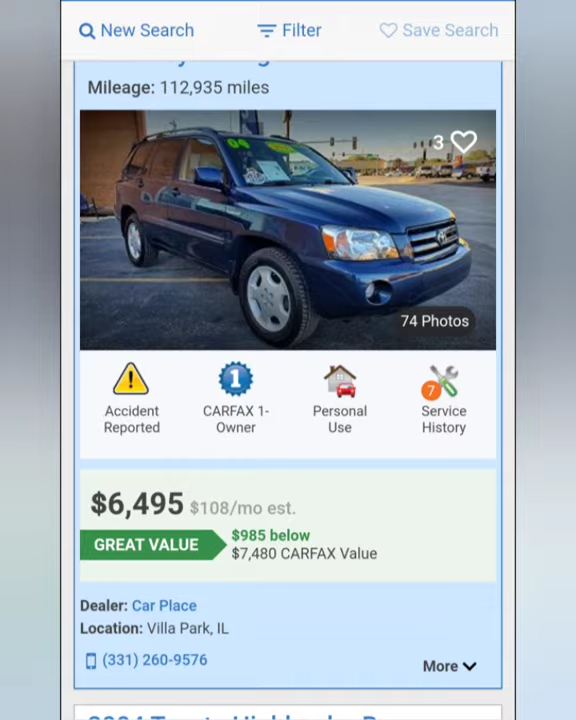 New Search
Filter
Save Search
Mileage: 112,935 miles
3
04
74 Photos
Accident Reported
CARFAX 1-Owner
Personal Use
7
Service History
$6,495 $108/mo est.
GREAT VALUE
$985 below
$7,480 CARFAX Value
Dealer: Car Place
Location: Villa Park, IL
(331) 260-9576
More